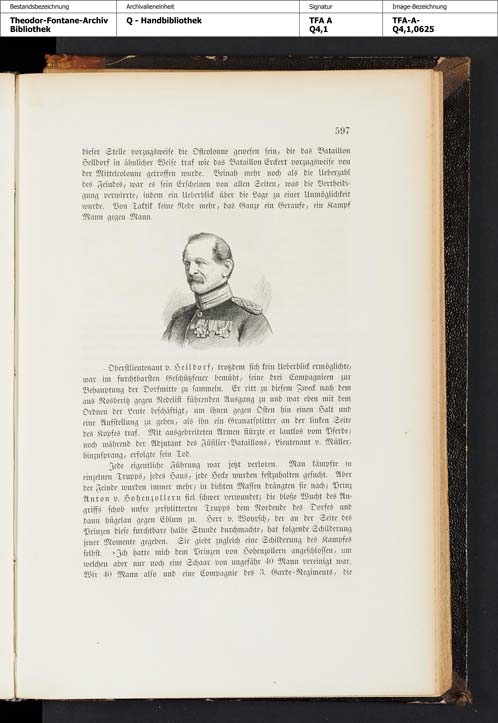 Bestandsbezeichnung Archivalieneinheit Signatur Image-Bezeichnung
Theodor-Fontane-Archiv Q - Handbibliothek TFA A TFA-A-
Bibliothek Q4,1 Q4,1,0625
597
dieser Stelle vorzugsweise die Ostcolonne gewesen sein, die das Bataillon
Helldorf in ähnlicher Weise traf wie das Bataillon Erckert vorzugsweise von
der Mittelcolonne getroffen wurde. Beinah mehr noch als die Ueberzahl
des Feindes, war es sein Erscheinen von allen Seiten, was die Vertheidi-
gung verwirrte, indem ein Ueberblick über die Lage zu einer Unmöglichkeit
wurde. Von Taktik keine Rede mehr, das Ganze ein Geraufe, ein Kampf
Mann gegen Mann.
Oberstlieutenant v. Helldorf, trotzdem sich kein Ueberblick ermöglichte,
war im furchtbarsten Geschützfeuer bemüht, seine drei Compagnieen zur
Behauptung der Dorfmitte zu sammeln. Er ritt zu diesem Zweck nach dem
aus Rosberitz gegen Nedelist führenden Ausgang zu und war eben mit dem
Ordnen der Leute beschäftigt, um ihnen gegen Osten hin einen Halt und
eine Aufstellung zu geben, als ihn ein Granatsplitter an der linken Seite
des Kopfes traf. Mit ausgebreiteten Armen stürzte er lautlos vom Pferde;
noch während der Adjutant des Füsilier-Bataillons, Lieutenant v. Müller,
hinzusprang, erfolgte sein Tod.
Jede eigentliche Führung war jetzt verloren. Man kämpfte in
einzelnen Trupps, jedes Haus, jede Hecke wurden festzuhalten gesucht. Aber
der Feinde wurden immer mehr; in dichten Massen drängten sie nach; Prinz
Anton v. Hohenzollern fiel schwer verwundet; die bloße Wucht des An-
griffs schob unsre zersplitterten Trupps dem Nordende des Dorfes und
dann hügelan gegen Chlum zu. Herr v. Woyrsch, der an der Seite des
Prinzen diese furchtbare halbe Stunde durchmachte, hat folgende Schilderung
jener Momente gegeben. Sie giebt zugleich eine Schilderung des Kampfes
selbst. »Ich hatte mich dem Prinzen von Hohenzollern angeschlossen, um
welchen aber nur noch eine Schaar von ungefähr 40 Mann vereinigt war.
Wir 40 Mann also und eine Compagnie des 3. Garde-Regiments, die